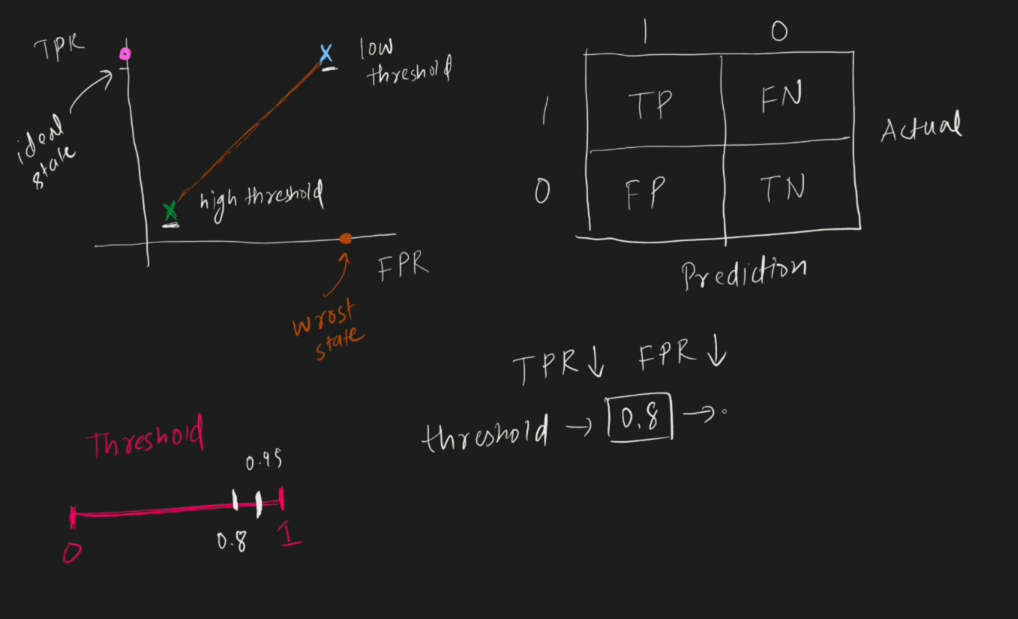 TPR
ideal
state
X
low
threshold
X
high threshold
FPR
wrost
state
1 0
1 TP FN
0 FP TN
Actual
Prediction
TPR↓ FPR↓
threshold → 0.8 →
Threshold
0.95
0.8
0 1